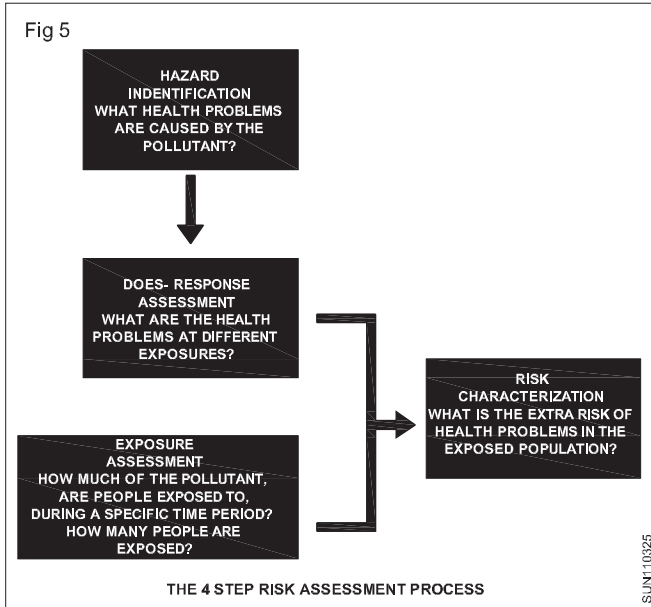 Fig 5
HAZARD
INDENTIFICATION
WHAT HEALTH PROBLEMS
ARE CAUSED BY THE
POLLUTANT?
DOES- RESPONSE
ASSESSMENT
WHAT ARE THE HEALTH
PROBLEMS AT DIFFERENT
EXPOSURES?
EXPOSURE
ASSESSMENT
HOW MUCH OF THE POLLUTANT,
ARE PEOPLE EXPOSED TO,
DURING A SPECIFIC TIME PERIOD?
HOW MANY PEOPLE ARE
EXPOSED?
RISK
CHARACTERIZATION
WHAT IS THE EXTRA RISK OF
HEALTH PROBLEMS IN THE
EXPOSED POPULATION?
THE 4 STEP RISK ASSESSMENT PROCESS
SUN110325